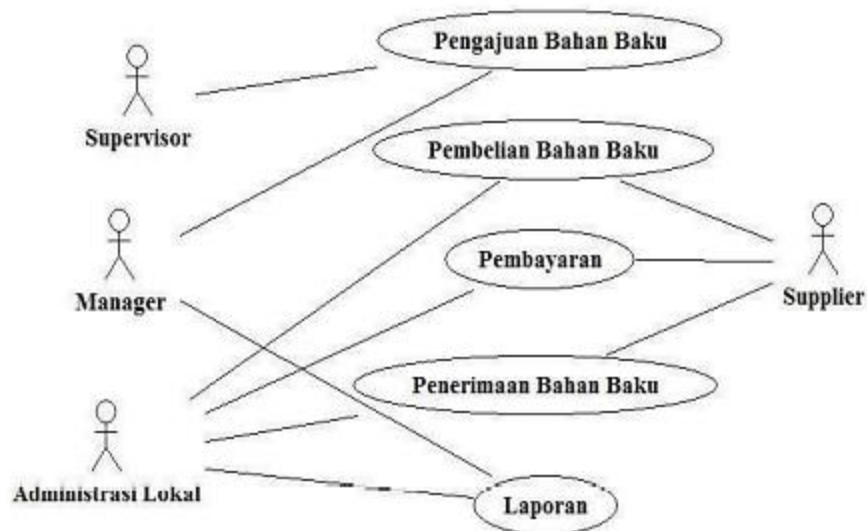 Pengajuan Bahan Baku
Supervisor
Pembelian Bahan Baku
Manager
Pembayaran
Supplier
Penerimaan Bahan Baku
Administrasi Lokal
Laporan